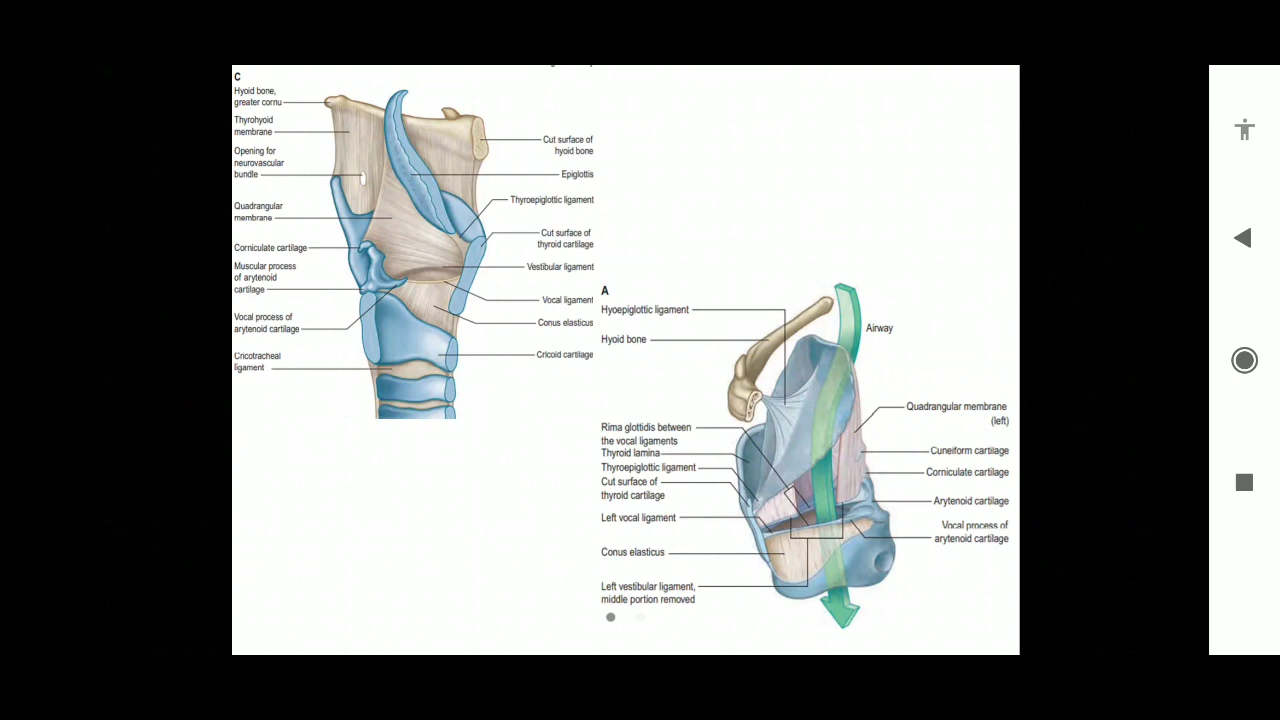 C
Hyoid bone,
greater cornu
Thyrohyoid
membrane
Opening for
neurovascular
bundle
Quadrangular
membrane
Corniculate cartilage
Muscular process
of arytenoid
cartilage
Vocal process of
arytenoid cartilage
Cricotracheal
ligament
Cut surface of
hyoid bone
Epiglottis
Thyroepiglottic ligament
Cut surface of
thyroid cartilage
Vestibular ligament
Vocal ligament
Conus elasticus
Cricoid cartilage
A
Hyoepiglottic ligament
Hyoid bone
Rima glottidis between
the vocal ligaments
Thyroid lamina
Thyroepiglottic ligament
Cut surface of
thyroid cartilage
Left vocal ligament
Conus elasticus
Left vestibular ligament,
middle portion removed
Airway
Quadrangular membrane
(left)
Cuneiform cartilage
Corniculate cartilage
Arytenoid cartilage
Vocal process of
arytenoid cartilage